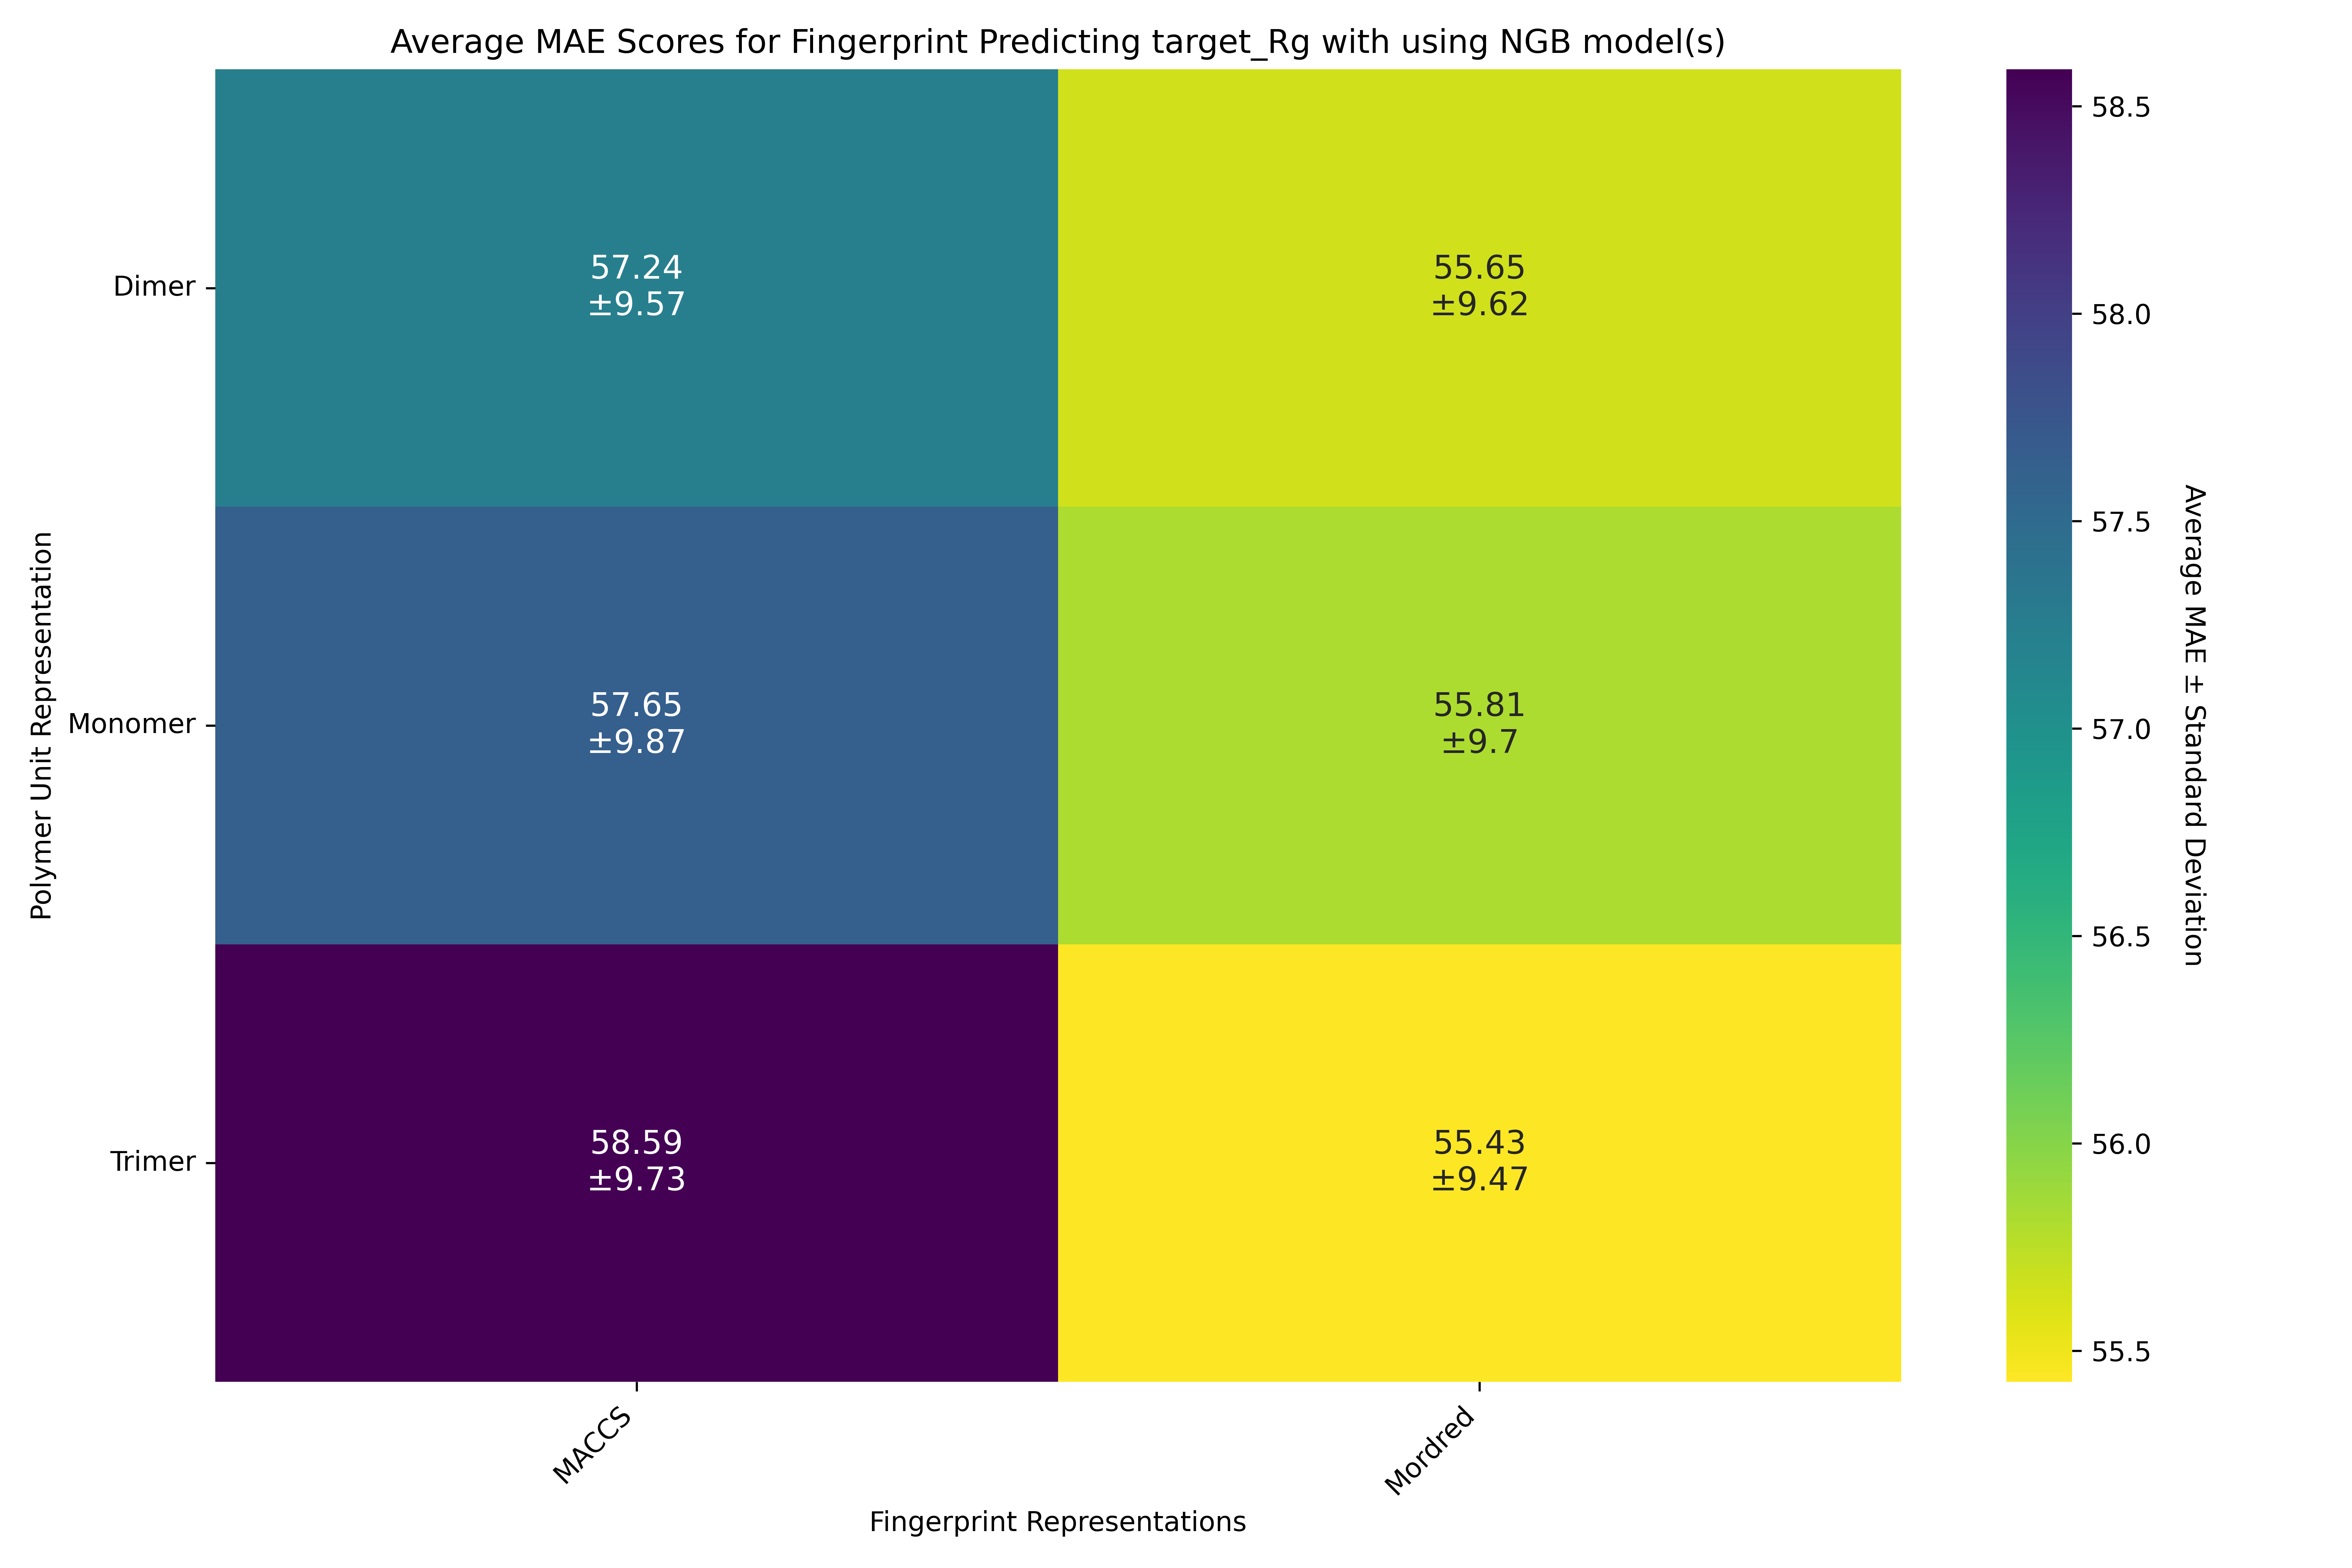 Average MAE Scores for Fingerprint Predicting target_Rg with using NGB model(s)
Polymer Unit Representation
Dimer
57.24
±9.57
55.65
±9.62
Monomer
57.65
±9.87
55.81
±9.7
Trimer
58.59
±9.73
55.43
±9.47
MACCS
Mordred
Fingerprint Representations
58.5
58.0
57.5
57.0
56.5
56.0
55.5
Average MAE ± Standard Deviation